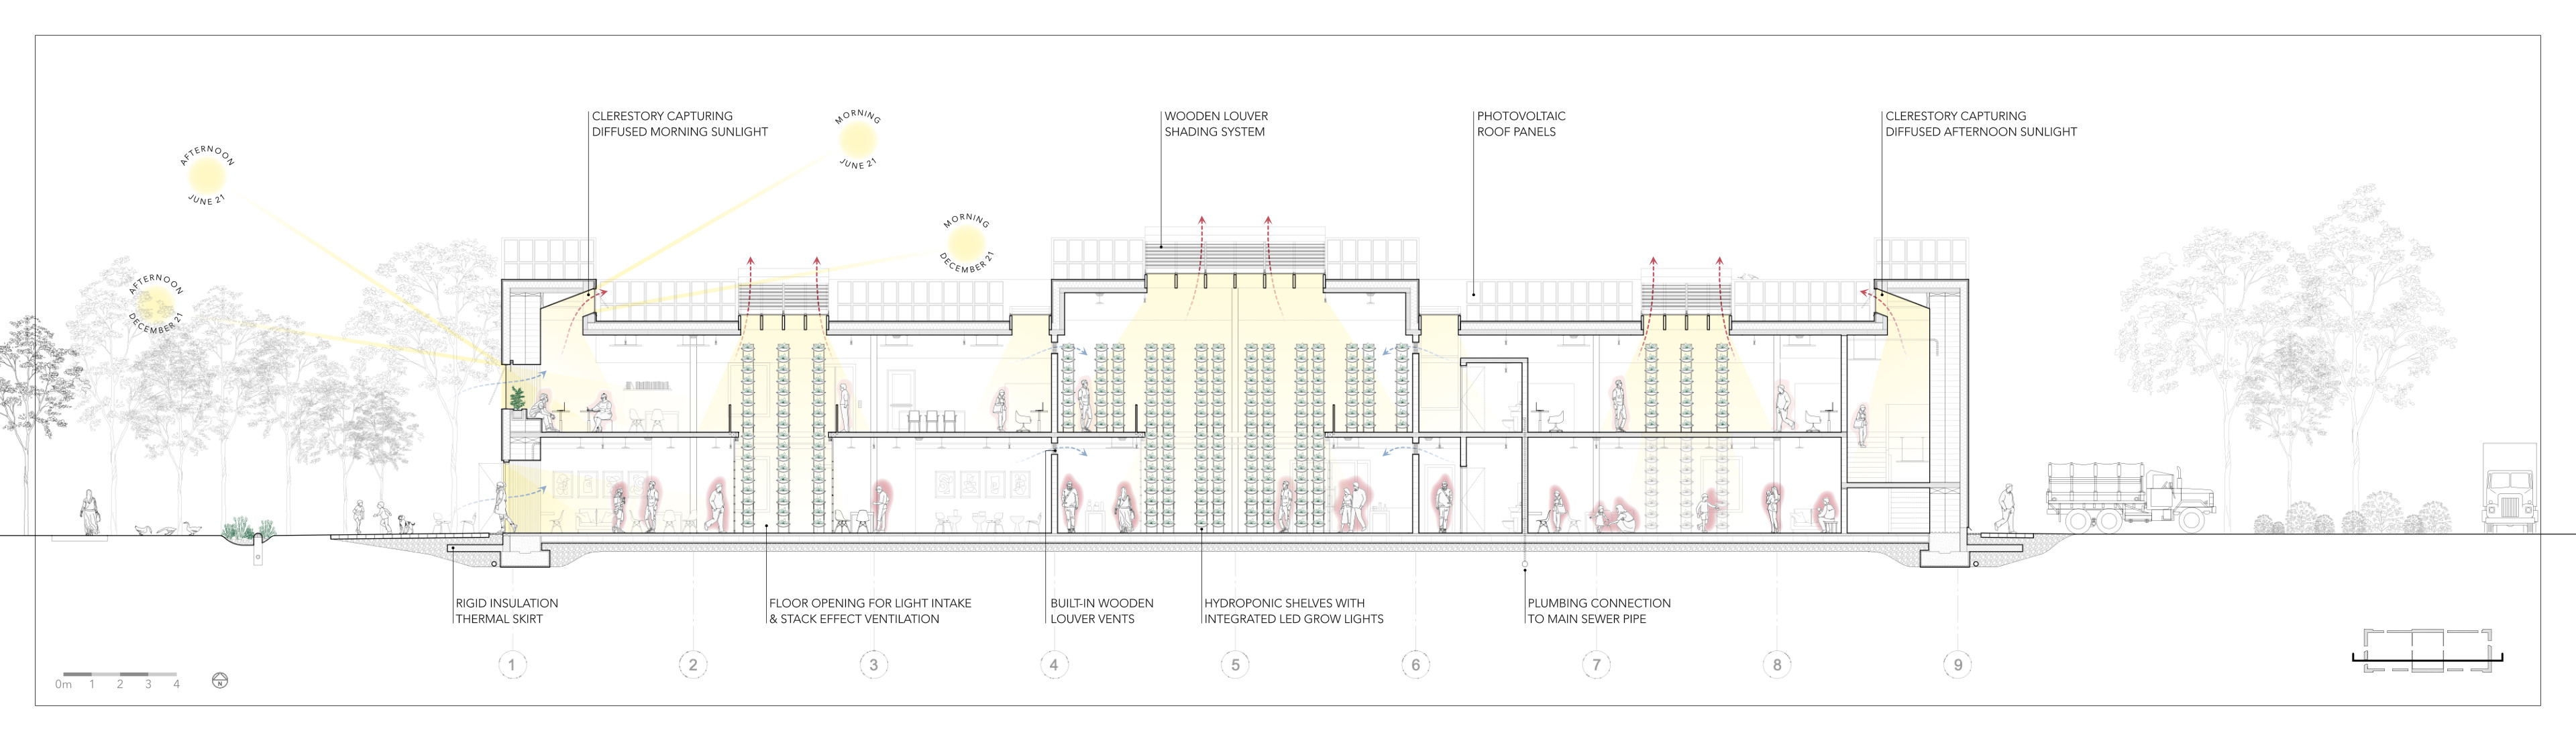 CLERESTORY CAPTURING
DIFFUSED MORNING SUNLIGHT
MORNING
JUNE 21
WOODEN LOUVER
SHADING SYSTEM
PHOTOVOLTAIC
ROOF PANELS
CLERESTORY CAPTURING
DIFFUSED AFTERNOON SUNLIGHT
AFTERNOON
JUNE 21
MORNING
DECEMBER 21
AFTERNOON
DECEMBER 21
RIGID INSULATION
THERMAL SKIRT
FLOOR OPENING FOR LIGHT INTAKE
& STACK EFFECT VENTILATION
BUILT-IN WOODEN
LOUVER VENTS
HYDROPONIC SHELVES WITH
INTEGRATED LED GROW LIGHTS
PLUMBING CONNECTION
TO MAIN SEWER PIPE
1 2 3 4 5 6 7 8 9
0m 1 2 3 4
N